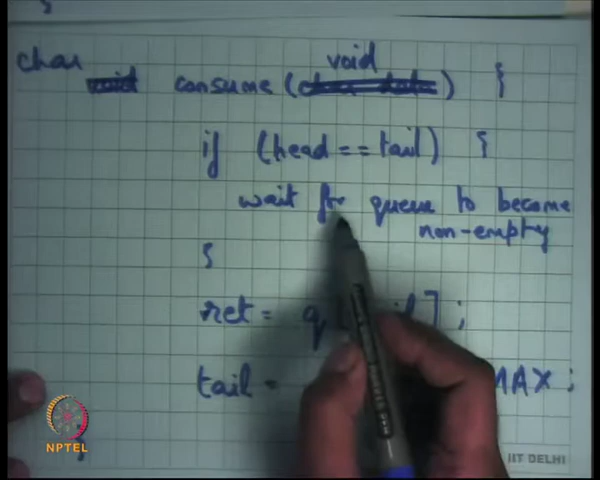 }
char void
consume ( ) {
if (head == tail) {
wait for queue to become
non-empty
}
ret = q ];
tail = MAX ;
NPTEL
IIT DELHI